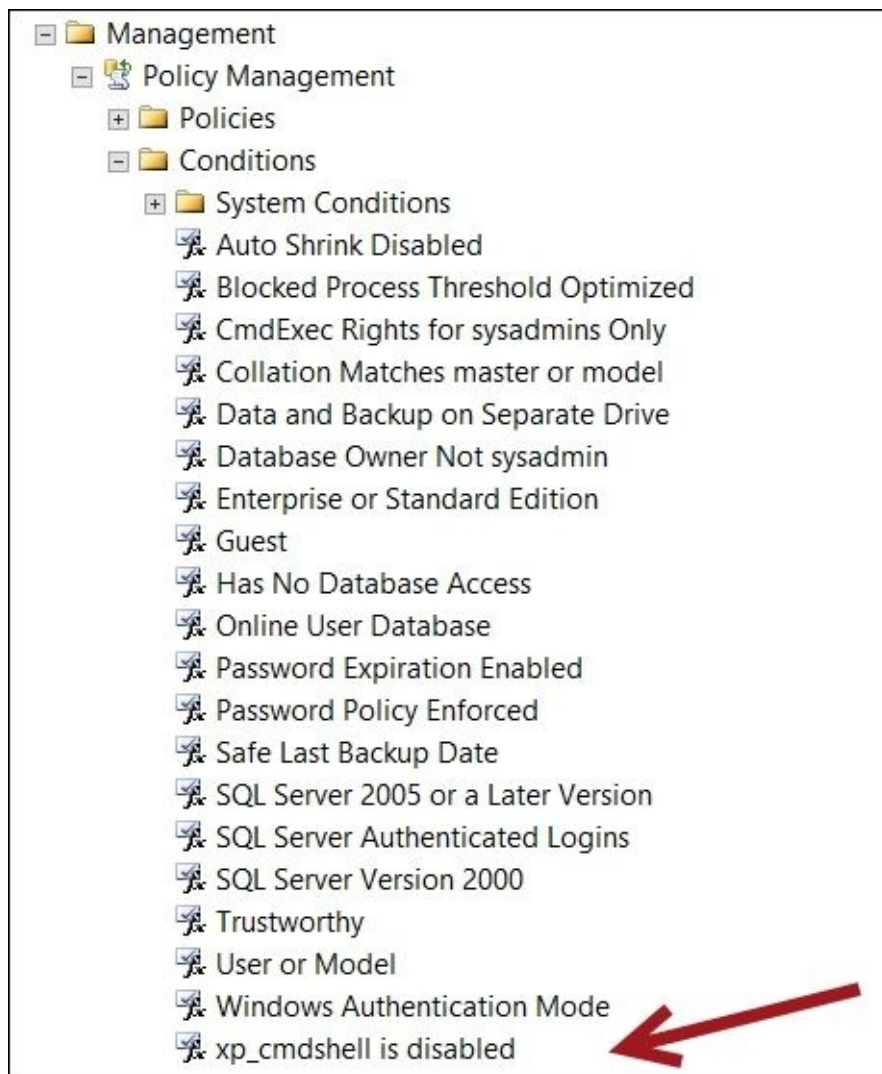 Management
Policy Management
Policies
Conditions
System Conditions
Auto Shrink Disabled
Blocked Process Threshold Optimized
CmdExec Rights for sysadmins Only
Collation Matches master or model
Data and Backup on Separate Drive
Database Owner Not sysadmin
Enterprise or Standard Edition
Guest
Has No Database Access
Online User Database
Password Expiration Enabled
Password Policy Enforced
Safe Last Backup Date
SQL Server 2005 or a Later Version
SQL Server Authenticated Logins
SQL Server Version 2000
Trustworthy
User or Model
Windows Authentication Mode
xp_cmdshell is disabled